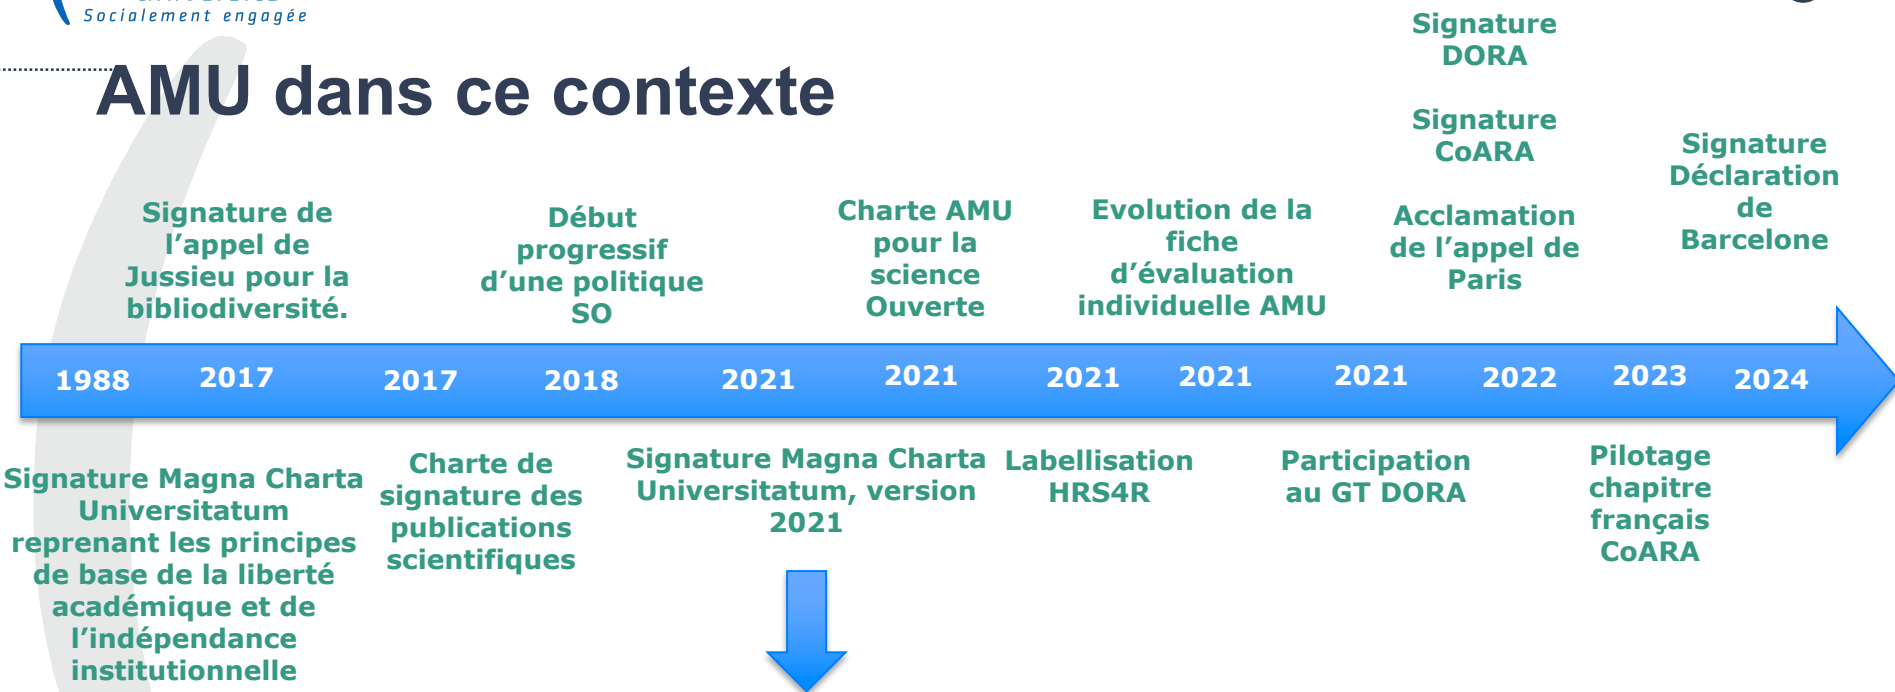 Socialement engagée
AMU dans ce contexte
Signature
DORA
Signature
CoARA
Acclamation
de l’appel de
Paris
Signature
Déclaration
de
Barcelone
Signature de
l’appel de
Jussieu pour la
bibliodiversité.
Début
progressif
d’une politique
SO
Charte AMU
pour la
science
Ouverte
Evolution de la
fiche
d’évaluation
individuelle AMU
1988 2017 2017 2018 2021 2021 2021 2021 2021 2022 2023 2024
Signature Magna Charta
Universitatum
reprenant les principes
de base de la liberté
académique et de
l’indépendance
institutionnelle
Charte de
signature des
publications
scientifiques
Signature Magna Charta
Universitatum, version
2021
Labellisation
HRS4R
Participation
au GT DORA
Pilotage
chapitre
français
CoARA